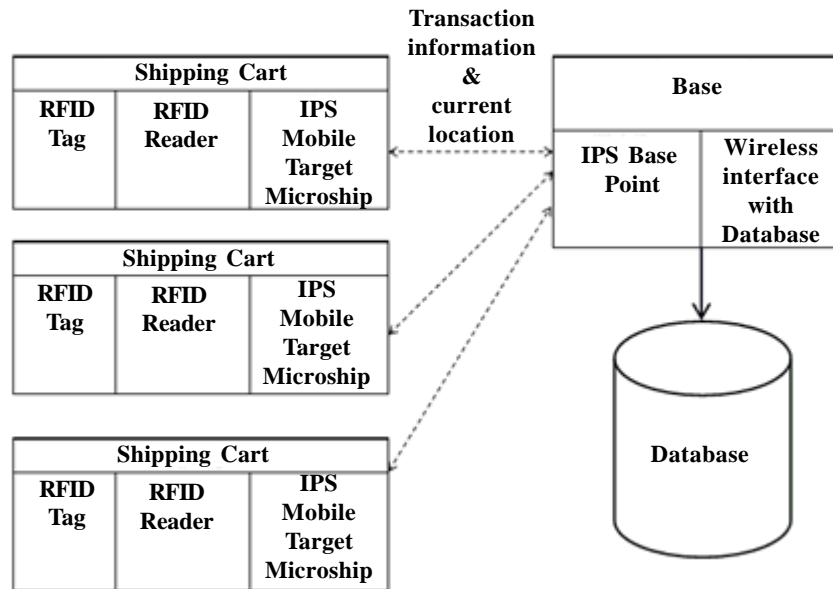 Transaction
information
&
current
location
Shipping Cart
RFID
Tag
RFID
Reader
IPS
Mobile
Target
Microship
Base
IPS Base
Point
Wireless
interface
with
Database
Shipping Cart
RFID
Tag
RFID
Reader
IPS
Mobile
Target
Microship
Shipping Cart
RFID
Tag
RFID
Reader
IPS
Mobile
Target
Microship
Database